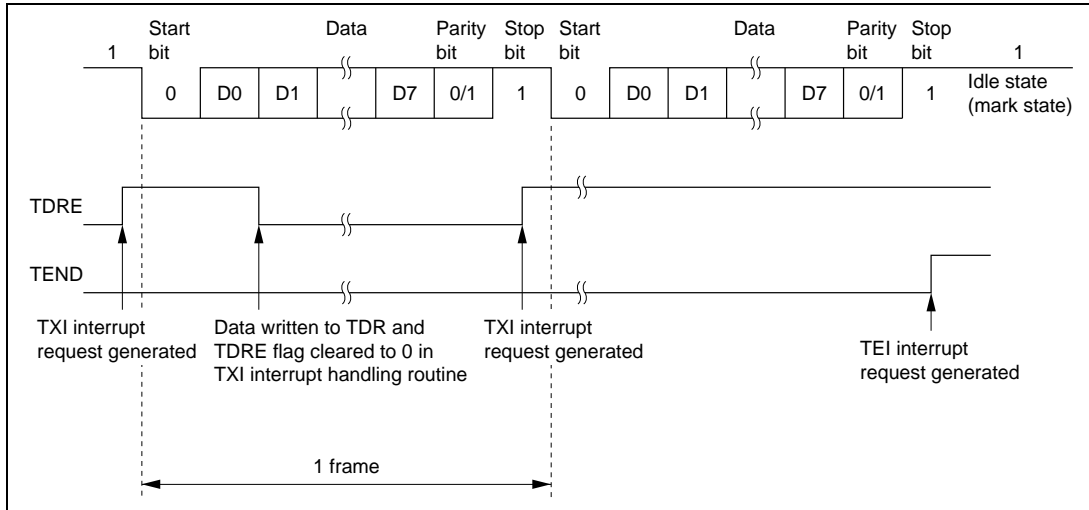 Start bit
Data
Parity bit
Stop bit
Start bit
Data
Parity bit
Stop bit
1
1
0 D0 D1 D7 0/1 1 0 D0 D1 D7 0/1 1
Idle state
(mark state)
TDRE
TEND
TXI interrupt
request generated
Data written to TDR and
TDRE flag cleared to 0 in
TXI interrupt handling routine
TXI interrupt
request generated
TEI interrupt
request generated
1 frame